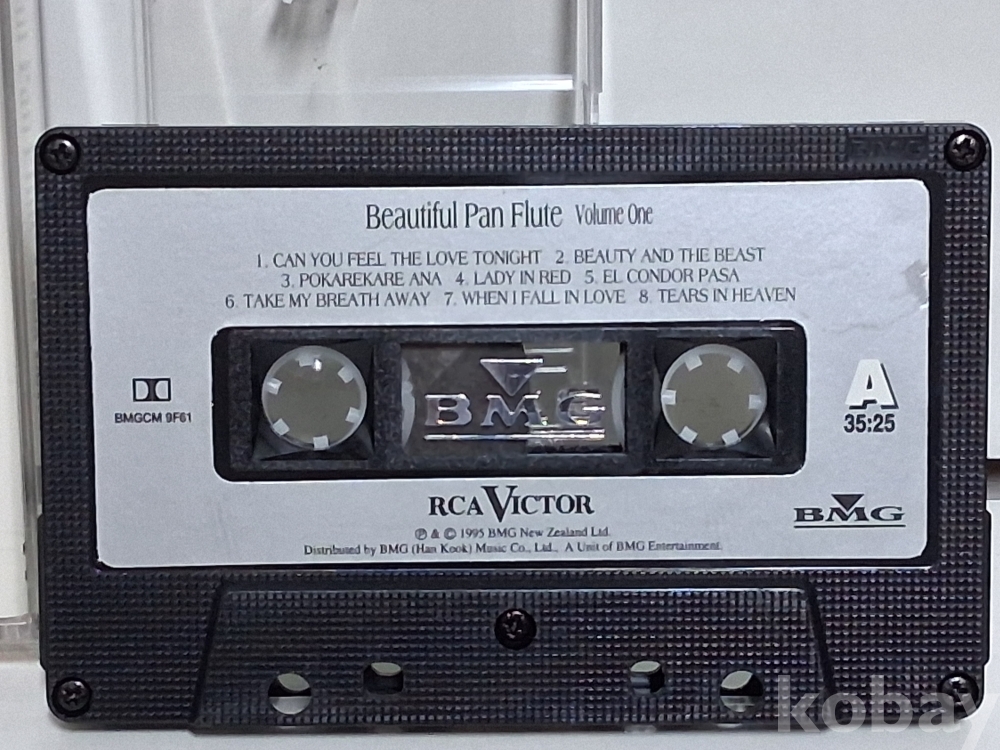 BMG
Beautiful Pan Flute Volume One
1. CAN YOU FEEL THE LOVE TONIGHT 2. BEAUTY AND THE BEAST
3. POKAREKARE ANA 4. LADY IN RED 5. EL CONDOR PASA
6. TAKE MY BREATH AWAY 7. WHEN I FALL IN LOVE 8. TEARS IN HEAVEN
BMGCM 9F61
BMG
A
35:25
RCA VICTOR
BMG
℗ & © 1995 BMG New Zealand Ltd.
Distributed by BMG (Han Kook) Music Co., Ltd., A Unit of BMG Entertainment.
kobay